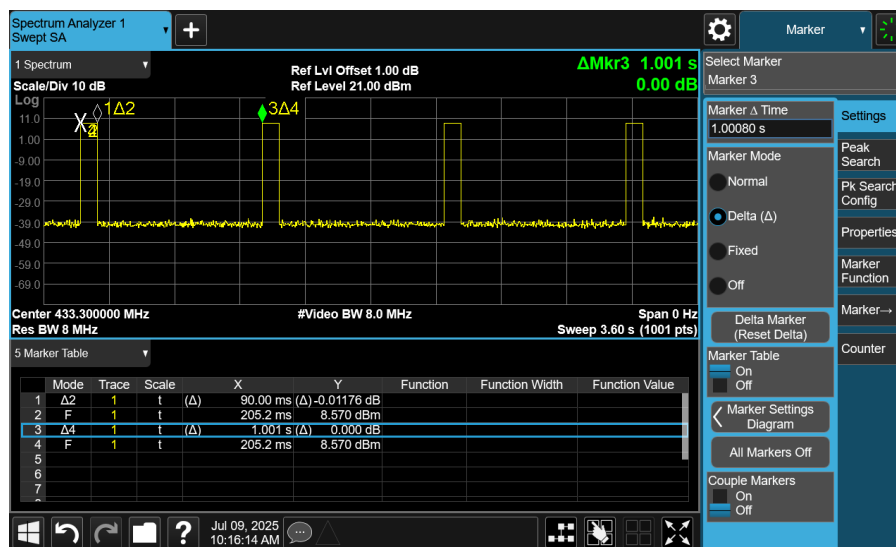 Spectrum Analyzer 1
Swept SA
Marker
1 Spectrum
Scale/Div 10 dB
Ref Lvl Offset 1.00 dB
Ref Level 21.00 dBm
ΔMkr3 1.001 s
0.00 dB
Log
1Δ2
3Δ4
X
11.0
1.00
-9.00
-19.0
-29.0
-39.0
-49.0
-59.0
-69.0
Center 433.300000 MHz
#Video BW 8.0 MHz
Span 0 Hz
Res BW 8 MHz
Sweep 3.60 s (1001 pts)
5 Marker Table
Mode Trace Scale X Y Function Function Width Function Value
1 Δ2 1 t (Δ) 90.00 ms (Δ) -0.01176 dB
2 F 1 t 205.2 ms 8.570 dBm
3 Δ4 1 t (Δ) 1.001 s (Δ) 0.000 dB
4 F 1 t 205.2 ms 8.570 dBm
5
6
7
Jul 09, 2025
10:16:14 AM
Select Marker
Marker 3
Marker Δ Time
1.00080 s
Marker Mode
Normal
Delta (Δ)
Fixed
Off
Delta Marker
(Reset Delta)
Marker Table
On
Off
Marker Settings
Diagram
All Markers Off
Couple Markers
On
Off
Settings
Peak
Search
Pk Search
Config
Properties
Marker
Function
Marker→
Counter